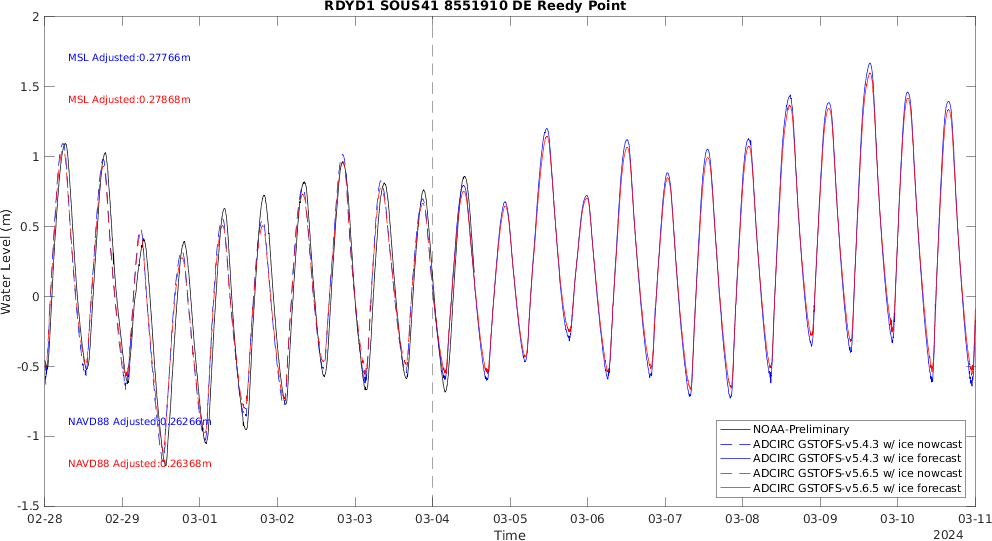 RDYD1 SOUS41 8551910 DE Reedy Point
2
1.5
1
0.5
0
-0.5
-1
-1.5
Water Level (m)
MSL Adjusted:0.27766m
MSL Adjusted:0.27868m
NAVD88 Adjusted:0.26266m
NAVD88 Adjusted:0.26368m
NOAA-Preliminary
ADCIRC GSTOFS-v5.4.3 w/ ice nowcast
ADCIRC GSTOFS-v5.4.3 w/ ice forecast
ADCIRC GSTOFS-v5.6.5 w/ ice nowcast
ADCIRC GSTOFS-v5.6.5 w/ ice forecast
02-28 02-29 03-01 03-02 03-03 03-04 03-05 03-06 03-07 03-08 03-09 03-10 03-11
Time
2024